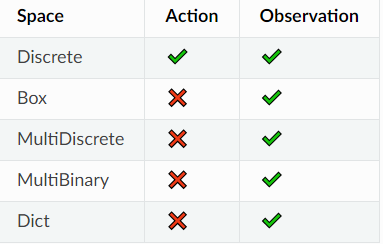 Space Action Observation
Discrete ✔ ✔
Box ❌ ✔
MultiDiscrete ❌ ✔
MultiBinary ❌ ✔
Dict ❌ ✔